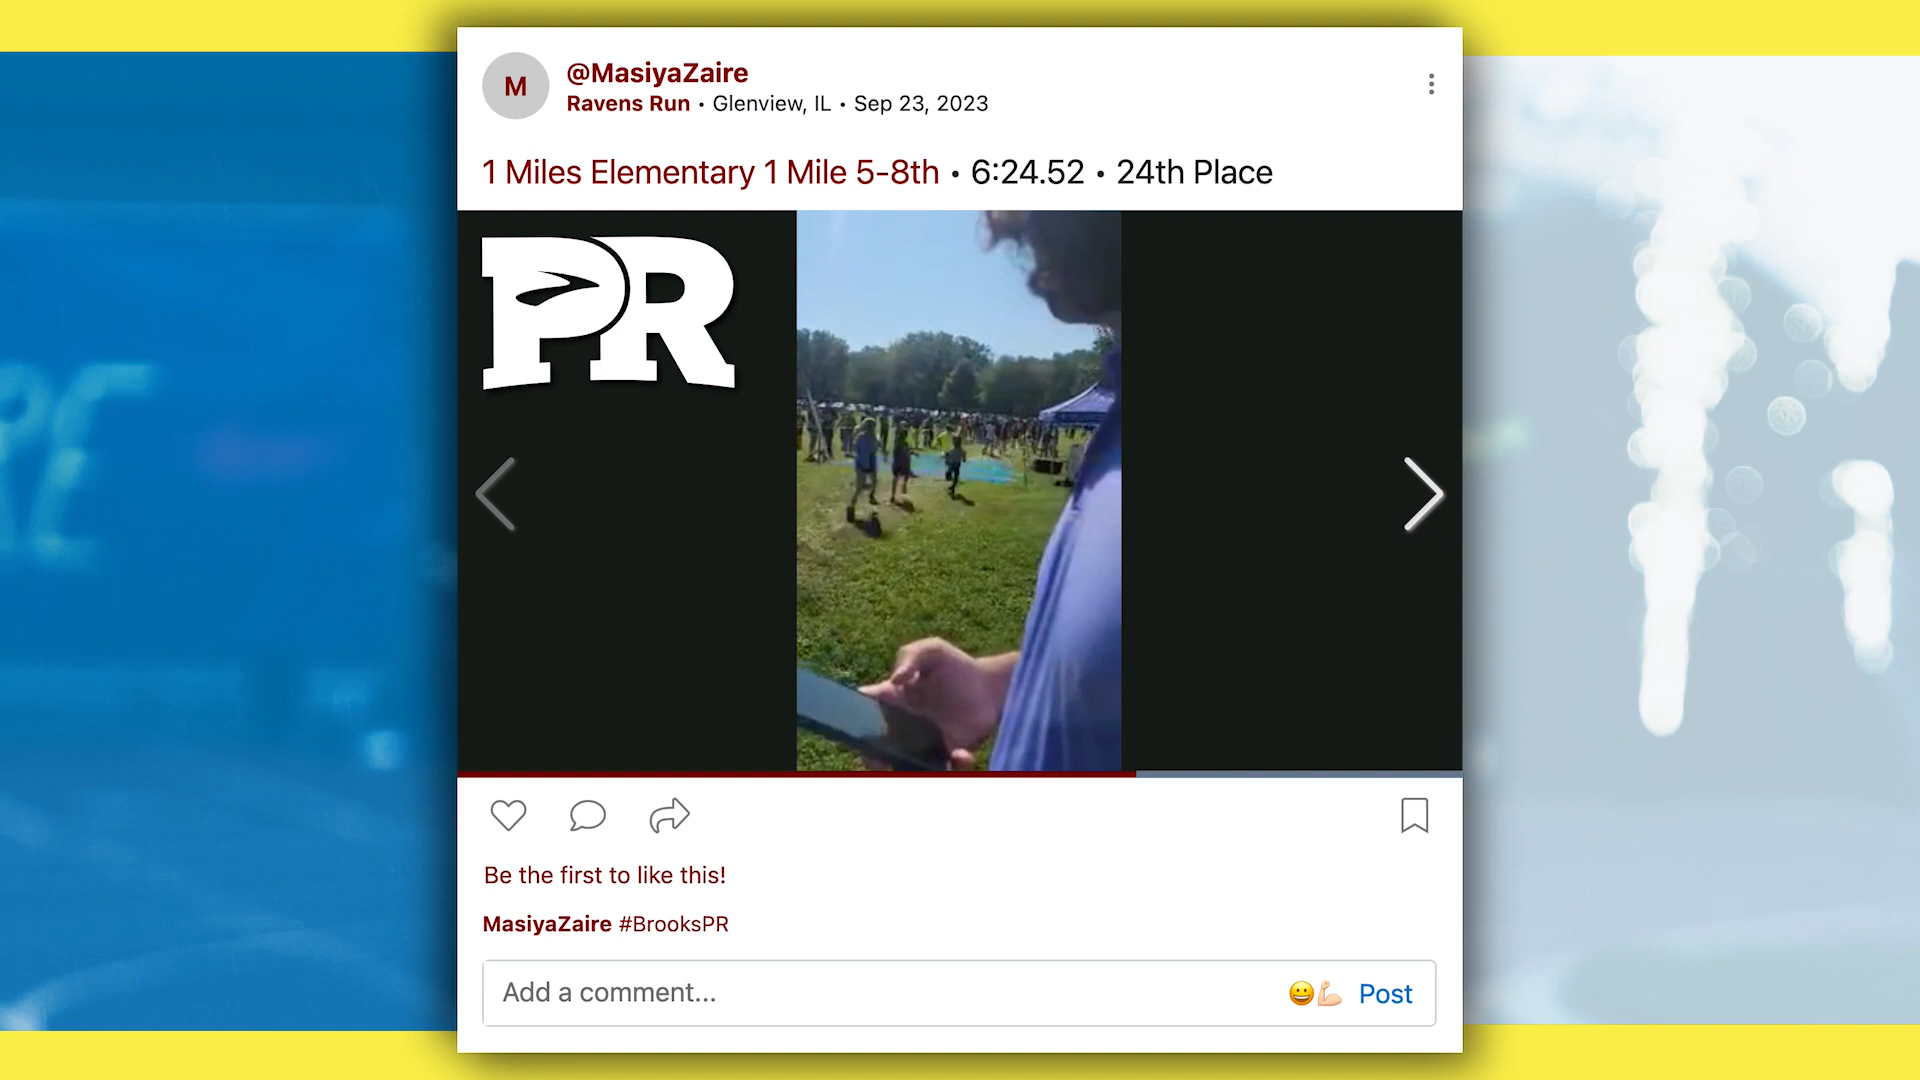 M
@MasiyaZaire
Ravens Run • Glenview, IL • Sep 23, 2023
1 Miles Elementary 1 Mile 5-8th • 6:24.52 • 24th Place
PR
Be the first to like this!
MasiyaZaire #BrooksPR
Add a comment...
Post